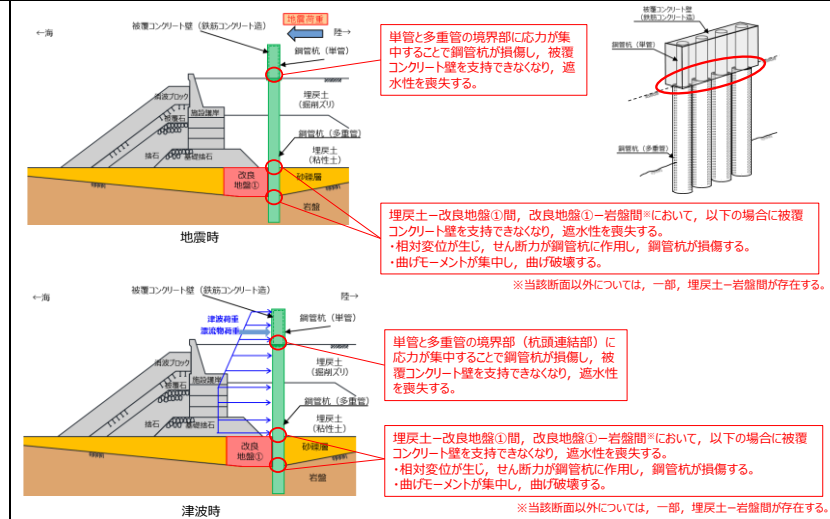 ←海
被覆コンクリート壁（鉄筋コンクリート造）
地震荷重
陸→
鋼管杭（単管）
消波ブロック
被覆石
施設護岸
捨石
基礎捨石
埋戻土
（掘削ズリ）
鋼管杭（多重管）
埋戻土
（粘性土）
改良
地盤①
砂礫層
岩盤
地震時
単管と多重管の境界部に応力が集
中することで鋼管杭が損傷し，被覆
コンクリート壁を支持できなくなり，遮
水性を喪失する。
被覆コンクリート壁
（鉄筋コンクリート造）
鋼管杭（単管）
鋼管杭（多重管）
埋戻土－改良地盤①間，改良地盤①－岩盤間※において，以下の場合に被覆
コンクリート壁を支持できなくなり，遮水性を喪失する。
・相対変位が生じ，せん断力が鋼管杭に作用し，鋼管杭が損傷する。
・曲げモーメントが集中し，曲げ破壊する。
※当該断面以外については，一部，埋戻土－岩盤間が存在する。
←海
被覆コンクリート壁（鉄筋コンクリート造）
陸→
津波荷重
漂流物荷重
鋼管杭（単管）
消波ブロック
被覆石
施設護岸
捨石
基礎捨石
埋戻土
（掘削ズリ）
鋼管杭（多重管）
埋戻土
（粘性土）
改良
地盤①
砂礫層
岩盤
津波時
単管と多重管の境界部（杭頭連結部）に
応力が集中することで鋼管杭が損傷し，被
覆コンクリート壁を支持できなくなり，遮水性
を喪失する。
埋戻土－改良地盤①間，改良地盤①－岩盤間※において，以下の場合に被覆
コンクリート壁を支持できなくなり，遮水性を喪失する。
・相対変位が生じ，せん断力が鋼管杭に作用し，鋼管杭が損傷する。
・曲げモーメントが集中し，曲げ破壊する。
※当該断面以外については，一部，埋戻土－岩盤間が存在する。